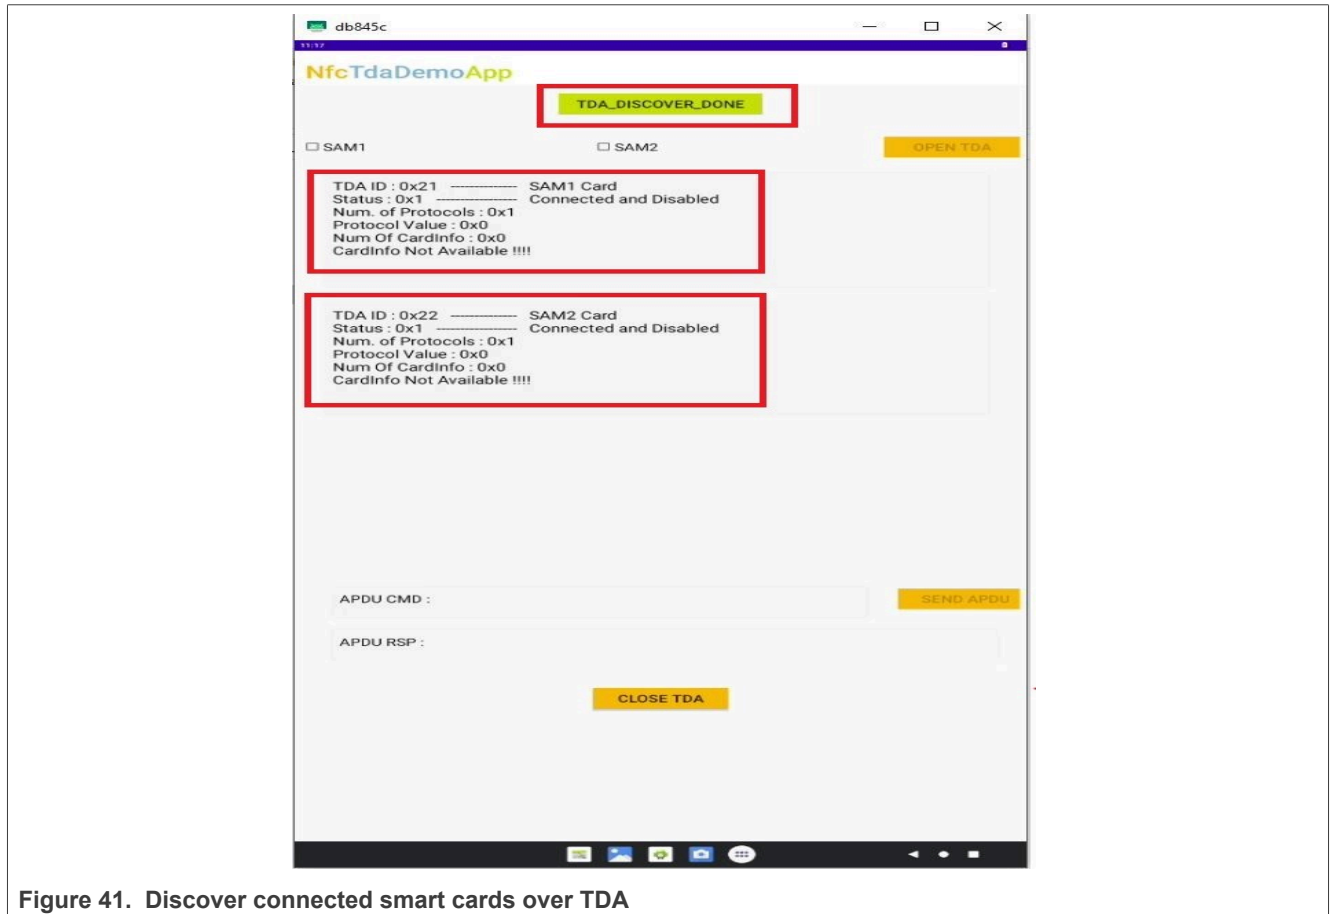 db845c
11:17
NfcTdaDemoApp
TDA_DISCOVER_DONE
SAM1
SAM2
OPEN TDA
TDA ID : 0x21 -------------- SAM1 Card
Status : 0x1 ----------------- Connected and Disabled
Num. of Protocols : 0x1
Protocol Value : 0x0
Num Of CardInfo : 0x0
CardInfo Not Available !!!!
TDA ID : 0x22 -------------- SAM2 Card
Status : 0x1 ----------------- Connected and Disabled
Num. of Protocols : 0x1
Protocol Value : 0x0
Num Of CardInfo : 0x0
CardInfo Not Available !!!!
APDU CMD :
SEND APDU
APDU RSP :
CLOSE TDA
Figure 41. Discover connected smart cards over TDA